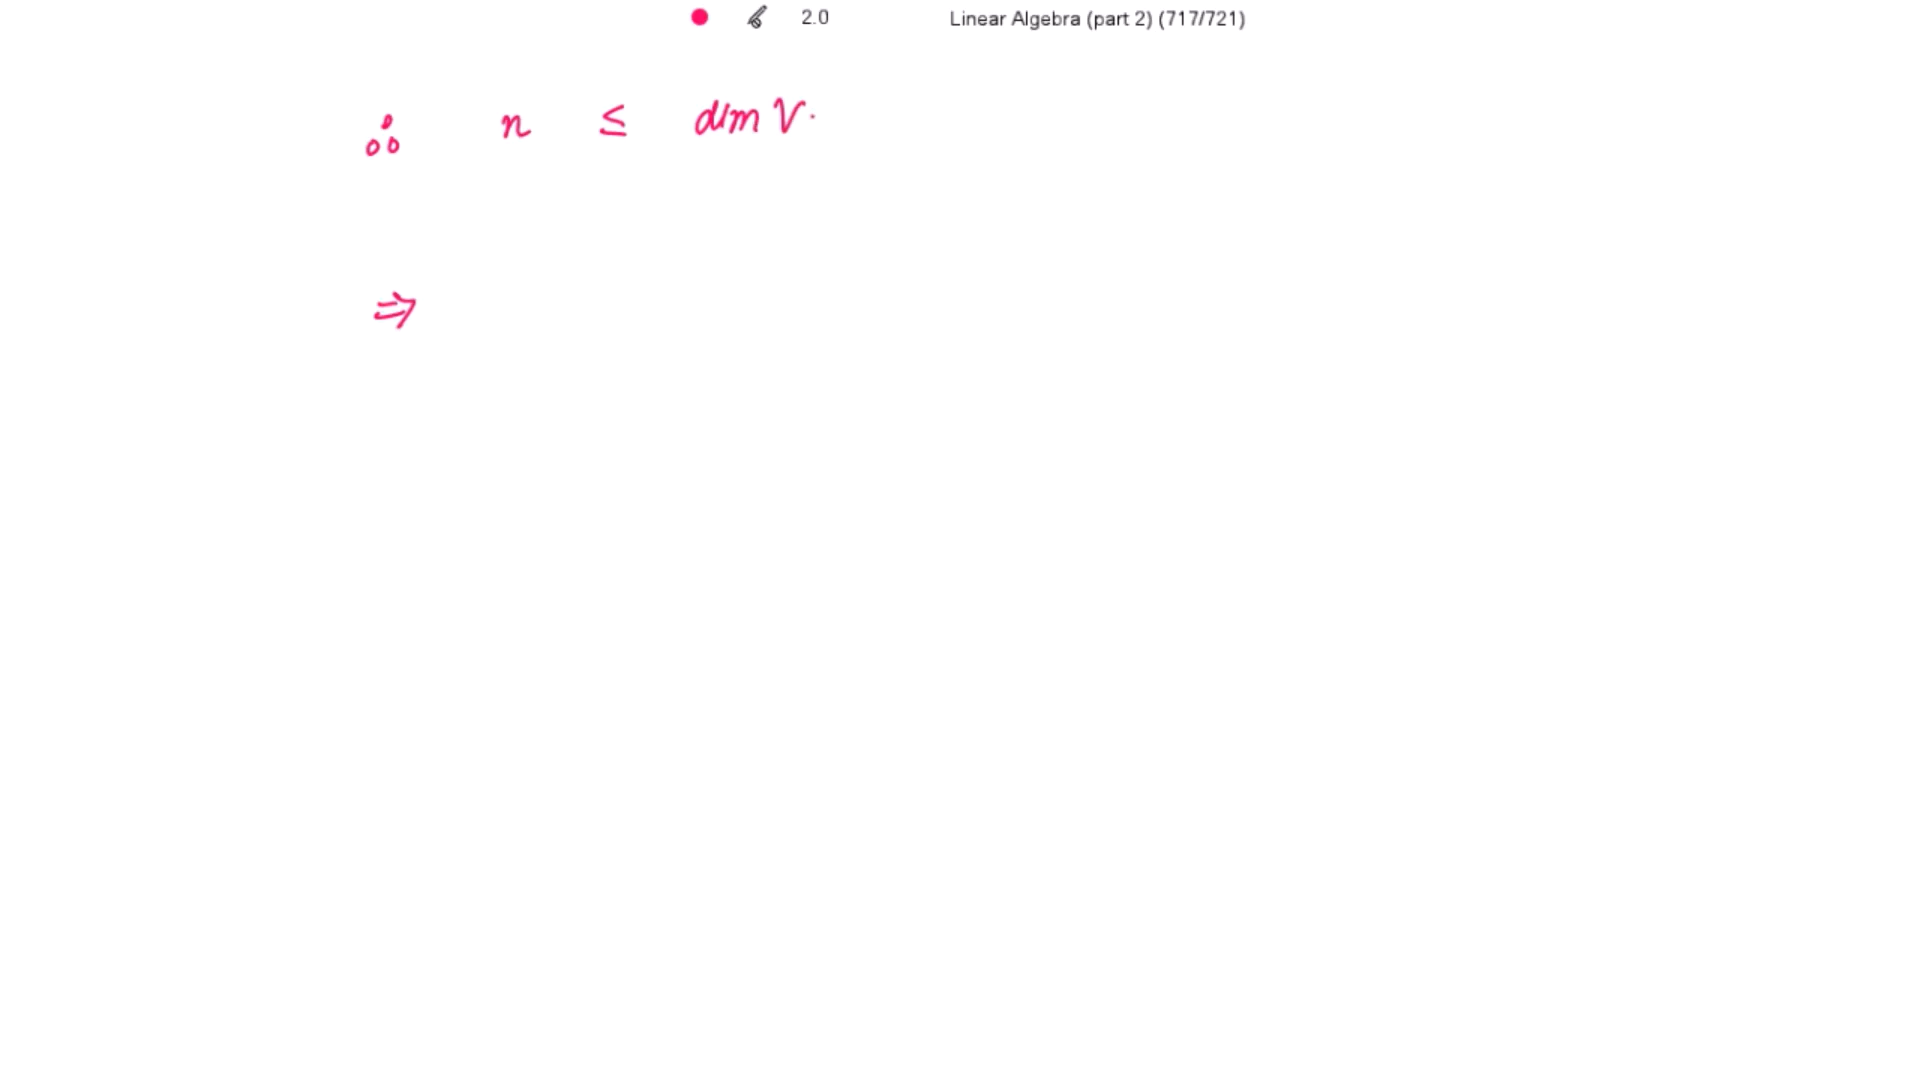 2.0 Linear Algebra (part 2) (717/721)
∴ n ≤ dim V.
⇒